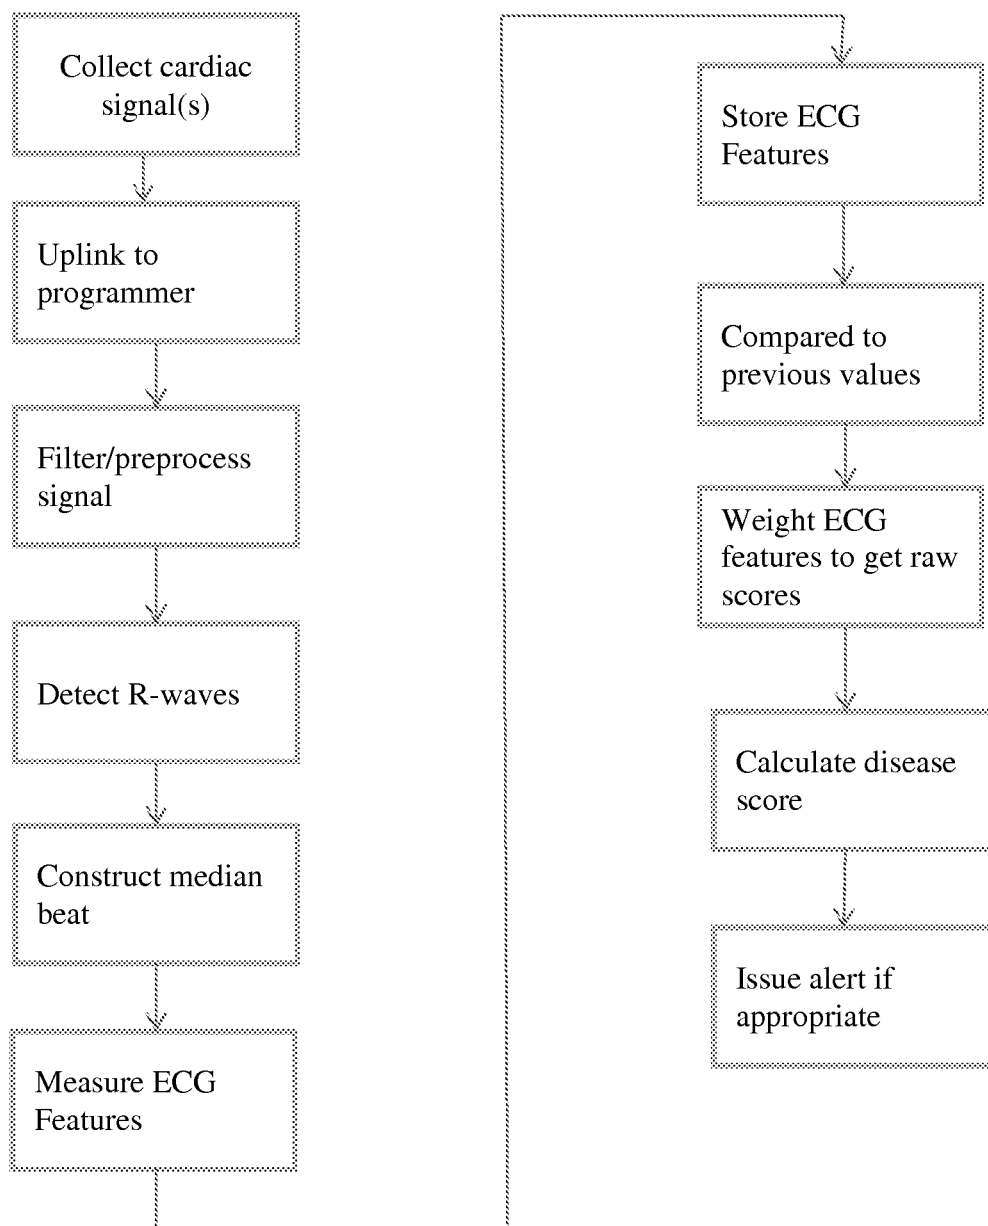 Collect cardiac
signal(s)
Uplink to
programmer
Filter/preprocess
signal
Detect R-waves
Construct median
beat
Measure ECG
Features
Store ECG
Features
Compared to
previous values
Weight ECG
features to get raw
scores
Calculate disease
score
Issue alert if
appropriate